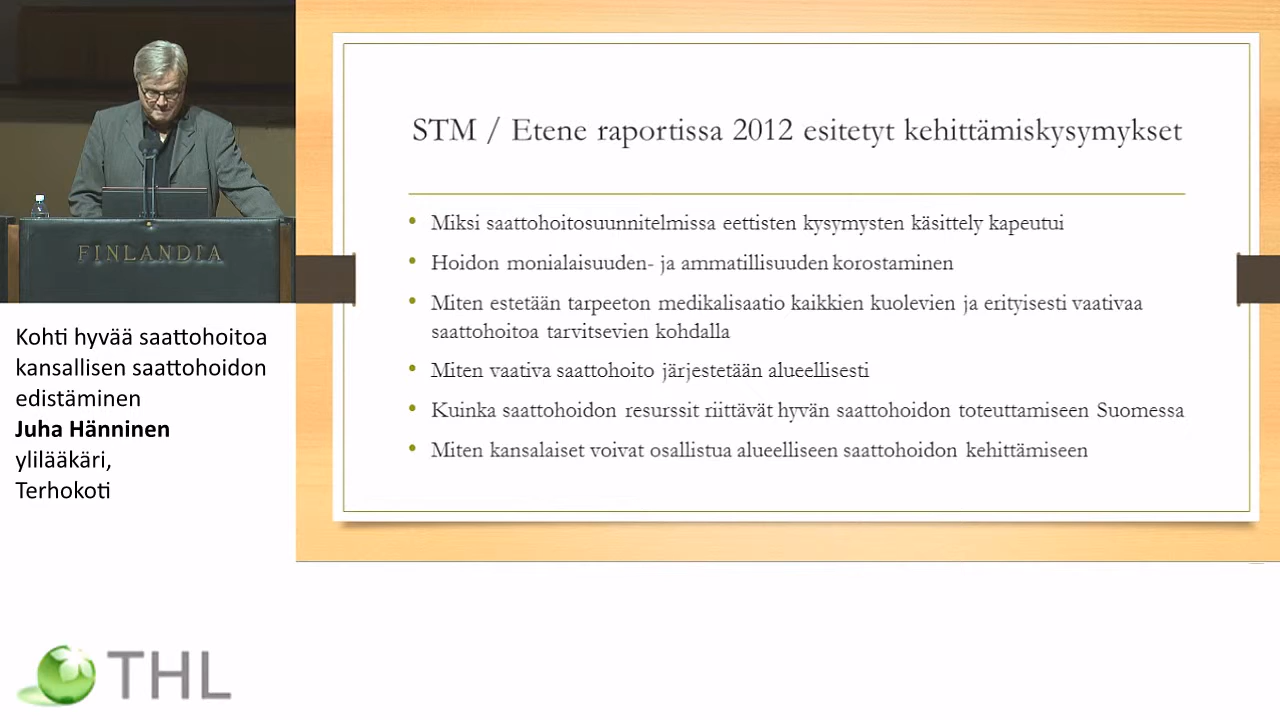 FINLANDIA
Kohti hyvää saattohoitoa
kansallisen saattohoidon
edistäminen
Juha Hänninen
ylilääkäri,
Terhokoti
THL
STM / Etene raportissa 2012 esitetyt kehittämiskysymykset
• Miksi saattohoitosuunnitelmissa eettisten kysymysten käsittely kapeutui
• Hoidon monialaisuuden- ja ammatillisuuden korostaminen
• Miten estetään tarpeeton medikalisaatio kaikkien kuolevien ja erityisesti vaativaa
saattohoitoa tarvitsevien kohdalla
• Miten vaativa saattohoito järjestetään alueellisesti
• Kuinka saattohoidon resurssit riittävät hyvän saattohoidon toteuttamiseen Suomessa
• Miten kansalaiset voivat osallistua alueelliseen saattohoidon kehittämiseen